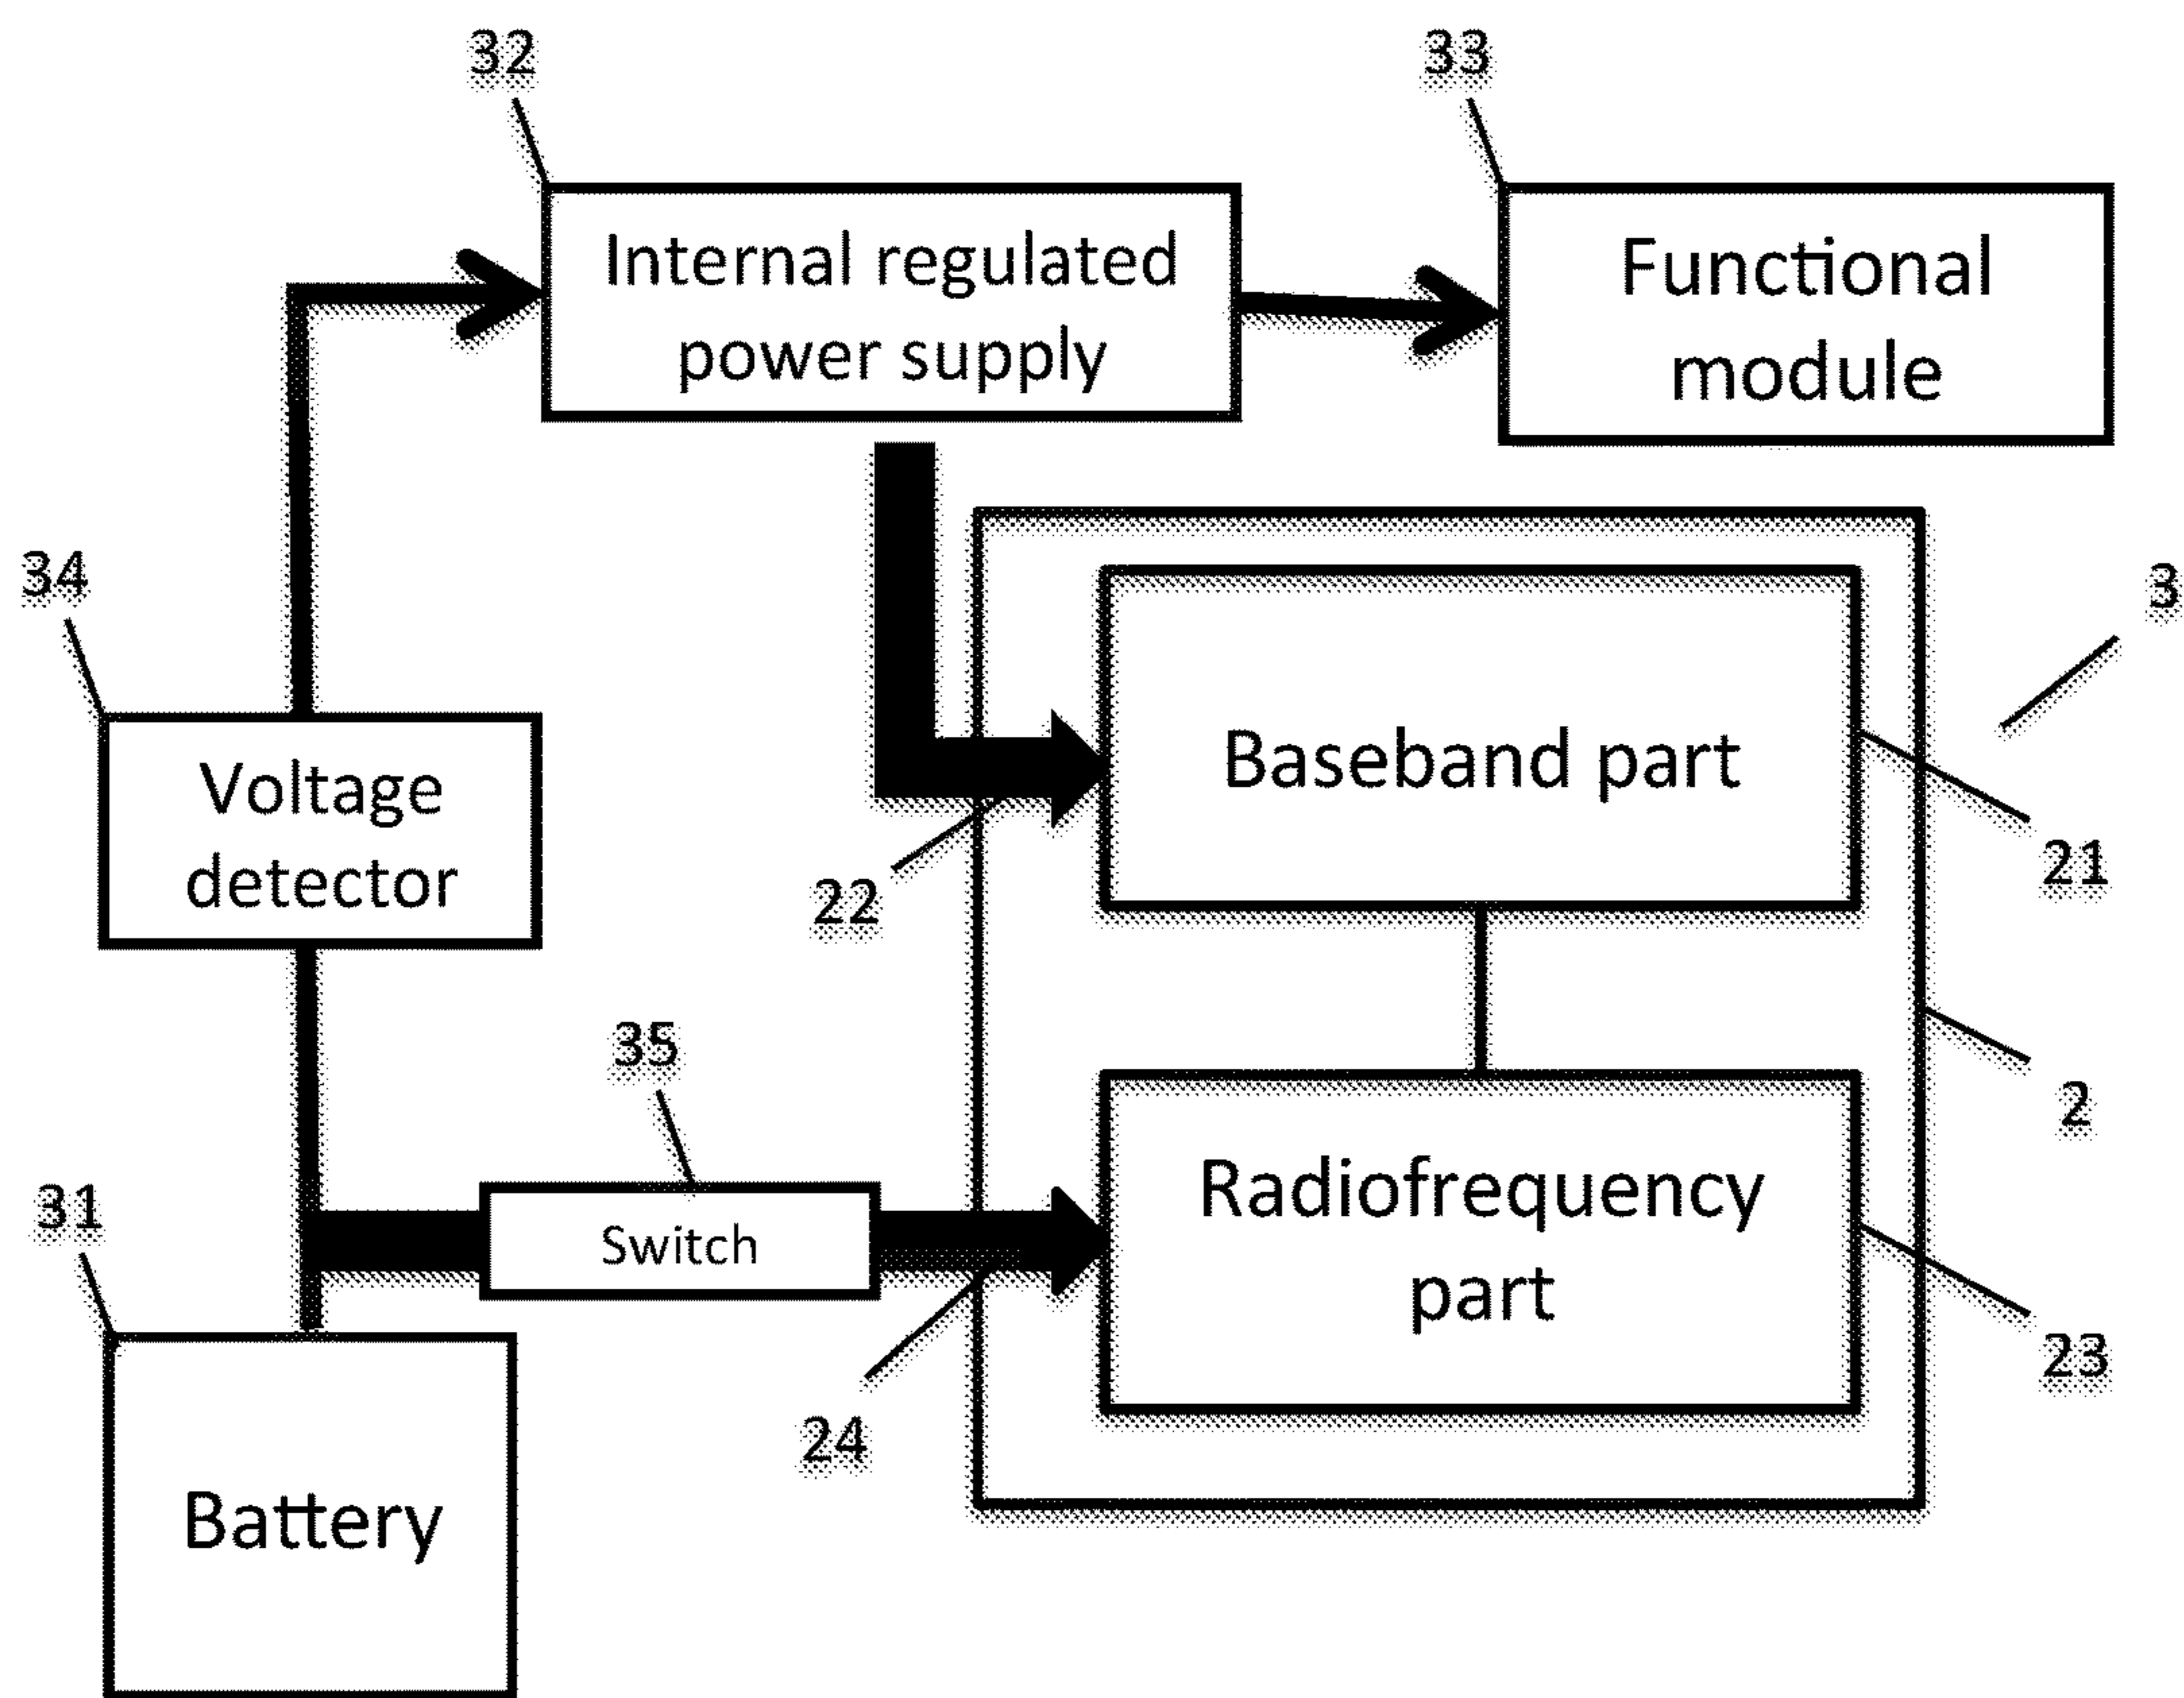 32
33
Internal regulated
power supply
Functional
module
34
3
Voltage
detector
Baseband part
22
21
35
2
31
Switch
Radiofrequency
part
24
23
Battery